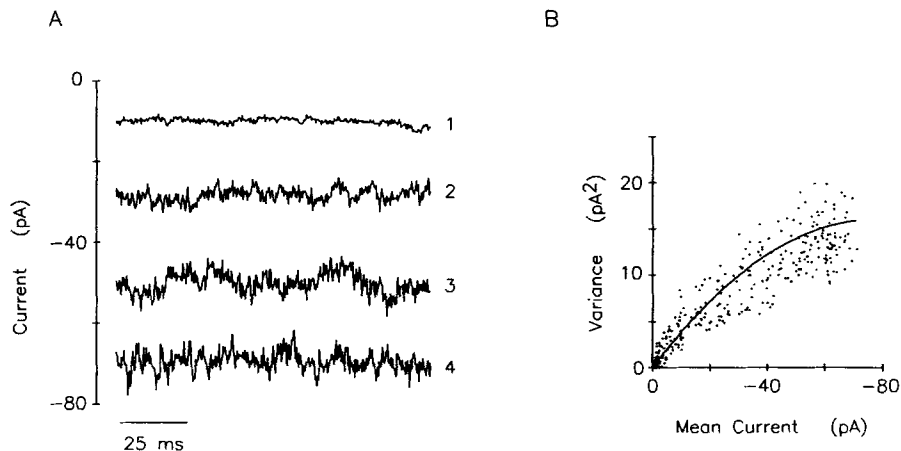 A
B
0
−40
−80
Current (pA)
1
2
3
4
25 ms
20
10
0
Variance (pA²)
0
−40
−80
Mean Current (pA)